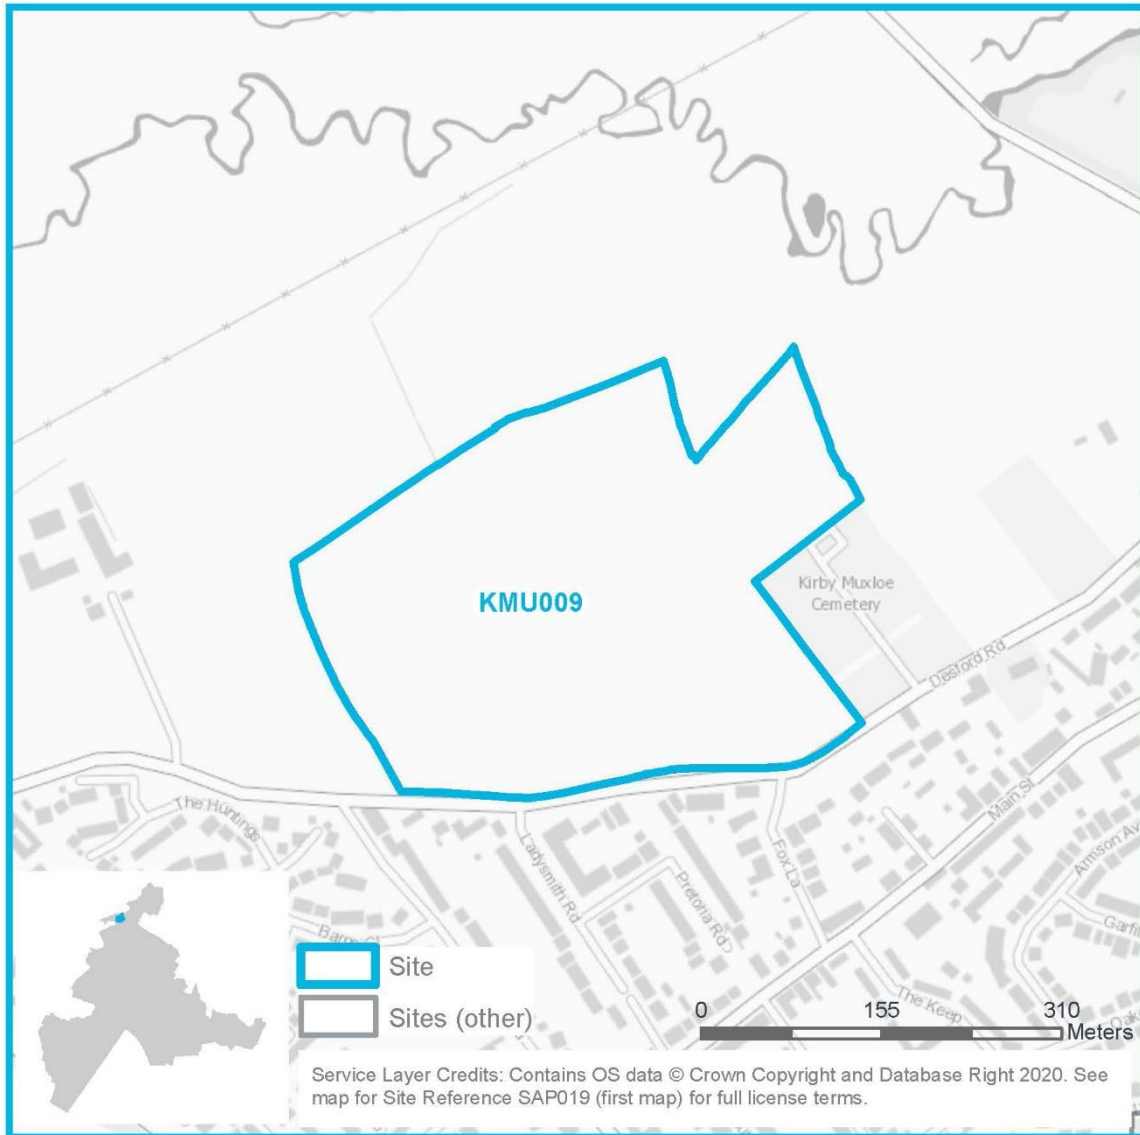 KMU009
Kirby Muxloe
Cemetery
Desford Rd
Main St
The Huntings
Ladysmith Rd
Pretoria Rd
Fox La
The Keep
Site
Sites (other)
0 155 310
Meters
Service Layer Credits: Contains OS data © Crown Copyright and Database Right 2020. See
map for Site Reference SAP019 (first map) for full license terms.